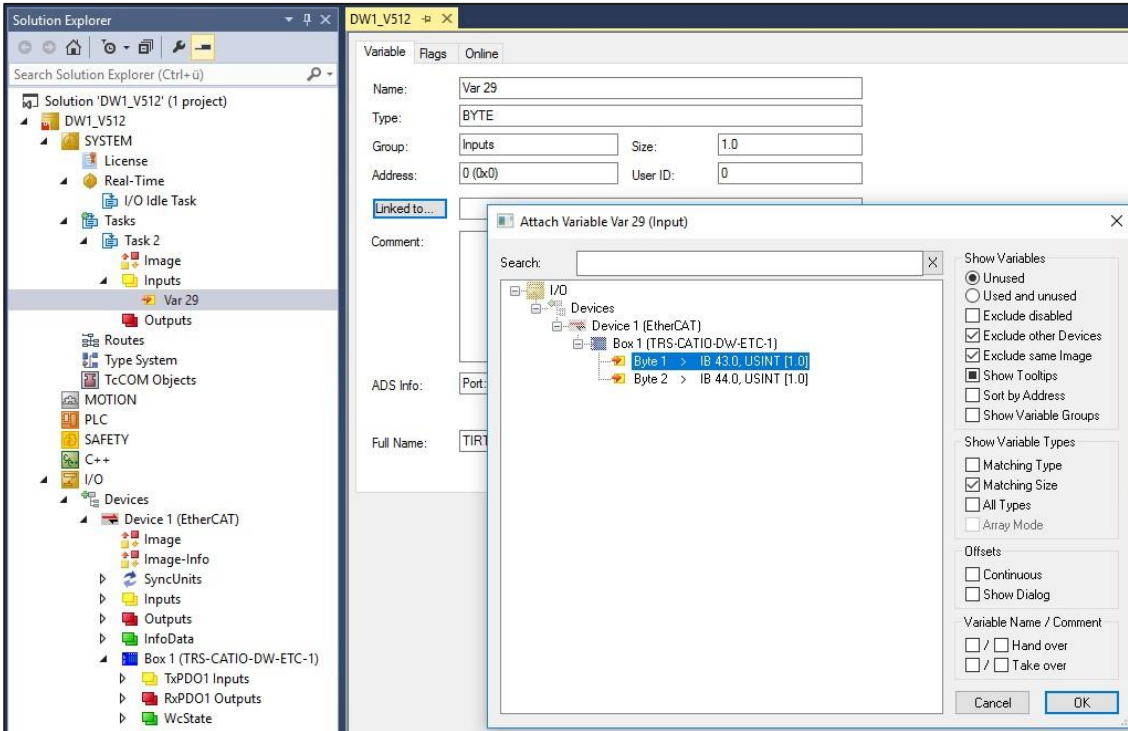 Solution Explorer
Search Solution Explorer (Ctrl+ü)
Solution 'DW1_V512' (1 project)
DW1_V512
SYSTEM
License
Real-Time
I/O Idle Task
Tasks
Task 2
Image
Inputs
Var 29
Outputs
Routes
Type System
TcCOM Objects
MOTION
PLC
SAFETY
C++
I/O
Devices
Device 1 (EtherCAT)
Image
Image-Info
SyncUnits
Inputs
Outputs
InfoData
Box 1 (TRS-CATIO-DW-ETC-1)
TxPDO1 Inputs
RxPDO1 Outputs
WcState
DW1_V512
Variable Flags Online
Name: Var 29
Type: BYTE
Group: Inputs Size: 1.0
Address: 0 (0x0) User ID: 0
Linked to...
Comment:
ADS Info: Port:
Full Name: TIRT
Attach Variable Var 29 (Input)
Search: X
I/O
Devices
Device 1 (EtherCAT)
Box 1 (TRS-CATIO-DW-ETC-1)
Byte 1 > IB 43.0, USINT [1.0]
Byte 2 > IB 44.0, USINT [1.0]
Show Variables
Unused
Used and unused
Exclude disabled
Exclude other Devices
Exclude same Image
Show Tooltips
Sort by Address
Show Variable Groups
Show Variable Types
Matching Type
Matching Size
All Types
Array Mode
Offsets
Continuous
Show Dialog
Variable Name / Comment
/ Hand over
/ Take over
Cancel OK